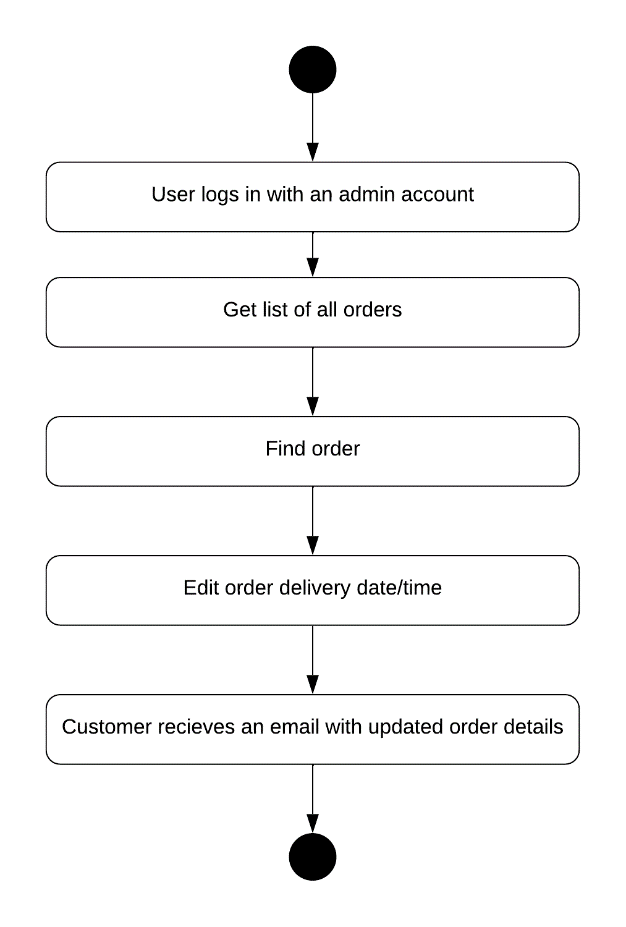 User logs in with an admin account
Get list of all orders
Find order
Edit order delivery date/time
Customer recieves an email with updated order details